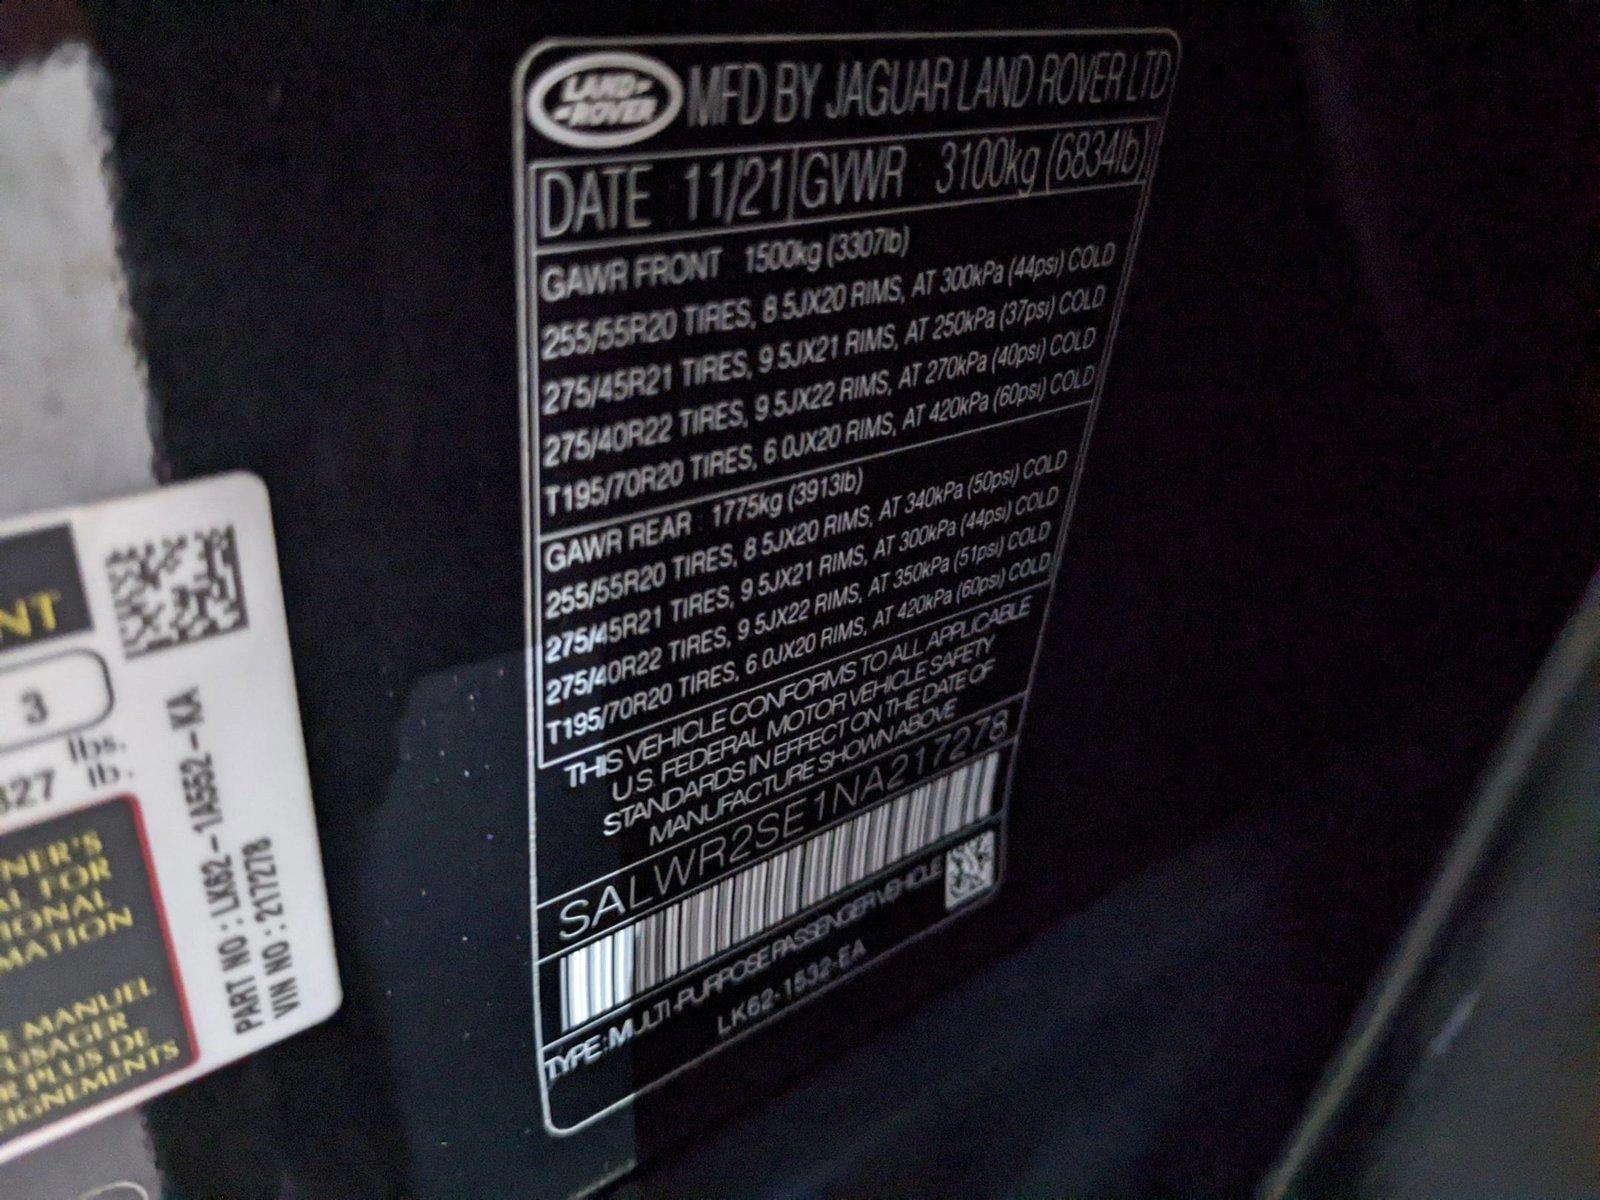 LAND-
-ROVER
MFD BY JAGUAR LAND ROVER LTD
DATE 11/21 GVWR 3100kg (6834lb)
GAWR FRONT 1500kg (3307lb)
255/55R20 TIRES, 8.5JX20 RIMS, AT 300kPa (44psi) COLD
275/45R21 TIRES, 9.5JX21 RIMS, AT 250kPa (37psi) COLD
275/40R22 TIRES, 9.5JX22 RIMS, AT 270kPa (40psi) COLD
T195/70R20 TIRES, 6.0JX20 RIMS, AT 420kPa (60psi) COLD
GAWR REAR 1775kg (3913lb)
255/55R20 TIRES, 8.5JX20 RIMS, AT 340kPa (50psi) COLD
275/45R21 TIRES, 9.5JX21 RIMS, AT 300kPa (44psi) COLD
275/40R22 TIRES, 9.5JX22 RIMS, AT 350kPa (51psi) COLD
T195/70R20 TIRES, 6.0JX20 RIMS, AT 420kPa (60psi) COLD
THIS VEHICLE CONFORMS TO ALL APPLICABLE
U.S. FEDERAL MOTOR VEHICLE SAFETY
STANDARDS IN EFFECT ON THE DATE OF
MANUFACTURE SHOWN ABOVE
SALWR2SE1NA217278
TYPE: MULTI-PURPOSE PASSENGER VEHICLE
LK62-1532-EA
NT
3
lbs.
327 lb.
NER'S
AL FOR
IONAL
MATION
E MANUEL
'USAGER
R PLUS DE
EIGNEMENTS
PART NO : LK62-1A552-KA
VIN NO : 217278